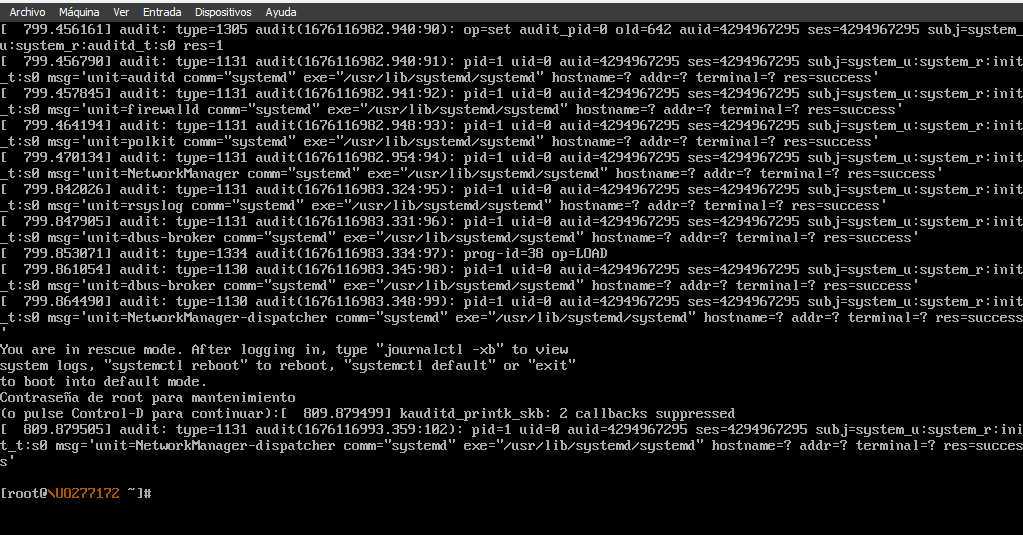 Archivo Máquina Ver Entrada Dispositivos Ayuda
[  799.456161] audit: type=1305 audit(1676116982.940:90): op=set audit_pid=0 old=642 auid=4294967295 ses=4294967295 subj=system_
u:system_r:auditd_t:s0 res=1
[  799.456790] audit: type=1131 audit(1676116982.940:91): pid=1 uid=0 auid=4294967295 ses=4294967295 subj=system_u:system_r:init
_t:s0 msg='unit=auditd comm="systemd" exe="/usr/lib/systemd/systemd" hostname=? addr=? terminal=? res=success'
[  799.457845] audit: type=1131 audit(1676116982.941:92): pid=1 uid=0 auid=4294967295 ses=4294967295 subj=system_u:system_r:init
_t:s0 msg='unit=firewalld comm="systemd" exe="/usr/lib/systemd/systemd" hostname=? addr=? terminal=? res=success'
[  799.464194] audit: type=1131 audit(1676116982.948:93): pid=1 uid=0 auid=4294967295 ses=4294967295 subj=system_u:system_r:init
_t:s0 msg='unit=polkit comm="systemd" exe="/usr/lib/systemd/systemd" hostname=? addr=? terminal=? res=success'
[  799.470134] audit: type=1131 audit(1676116982.954:94): pid=1 uid=0 auid=4294967295 ses=4294967295 subj=system_u:system_r:init
_t:s0 msg='unit=NetworkManager comm="systemd" exe="/usr/lib/systemd/systemd" hostname=? addr=? terminal=? res=success'
[  799.842026] audit: type=1131 audit(1676116983.324:95): pid=1 uid=0 auid=4294967295 ses=4294967295 subj=system_u:system_r:init
_t:s0 msg='unit=rsyslog comm="systemd" exe="/usr/lib/systemd/systemd" hostname=? addr=? terminal=? res=success'
[  799.847905] audit: type=1131 audit(1676116983.331:96): pid=1 uid=0 auid=4294967295 ses=4294967295 subj=system_u:system_r:init
_t:s0 msg='unit=dbus-broker comm="systemd" exe="/usr/lib/systemd/systemd" hostname=? addr=? terminal=? res=success'
[  799.853071] audit: type=1334 audit(1676116983.334:97): prog-id=38 op=LOAD
[  799.861054] audit: type=1130 audit(1676116983.345:98): pid=1 uid=0 auid=4294967295 ses=4294967295 subj=system_u:system_r:init
_t:s0 msg='unit=dbus-broker comm="systemd" exe="/usr/lib/systemd/systemd" hostname=? addr=? terminal=? res=success'
[  799.864490] audit: type=1130 audit(1676116983.348:99): pid=1 uid=0 auid=4294967295 ses=4294967295 subj=system_u:system_r:init
_t:s0 msg='unit=NetworkManager-dispatcher comm="systemd" exe="/usr/lib/systemd/systemd" hostname=? addr=? terminal=? res=success
'
You are in rescue mode. After logging in, type "journalctl -xb" to view
system logs, "systemctl reboot" to reboot, "systemctl default" or "exit"
to boot into default mode.
Contraseña de root para mantenimiento
(o pulse Control-D para continuar):[  809.879499] kauditd_printk_skb: 2 callbacks suppressed
[  809.879505] audit: type=1131 audit(1676116993.359:102): pid=1 uid=0 auid=4294967295 ses=4294967295 subj=system_u:system_r:ini
t_t:s0 msg='unit=NetworkManager-dispatcher comm="systemd" exe="/usr/lib/systemd/systemd" hostname=? addr=? terminal=? res=succes
s'
[root@\UO277172 ~]#